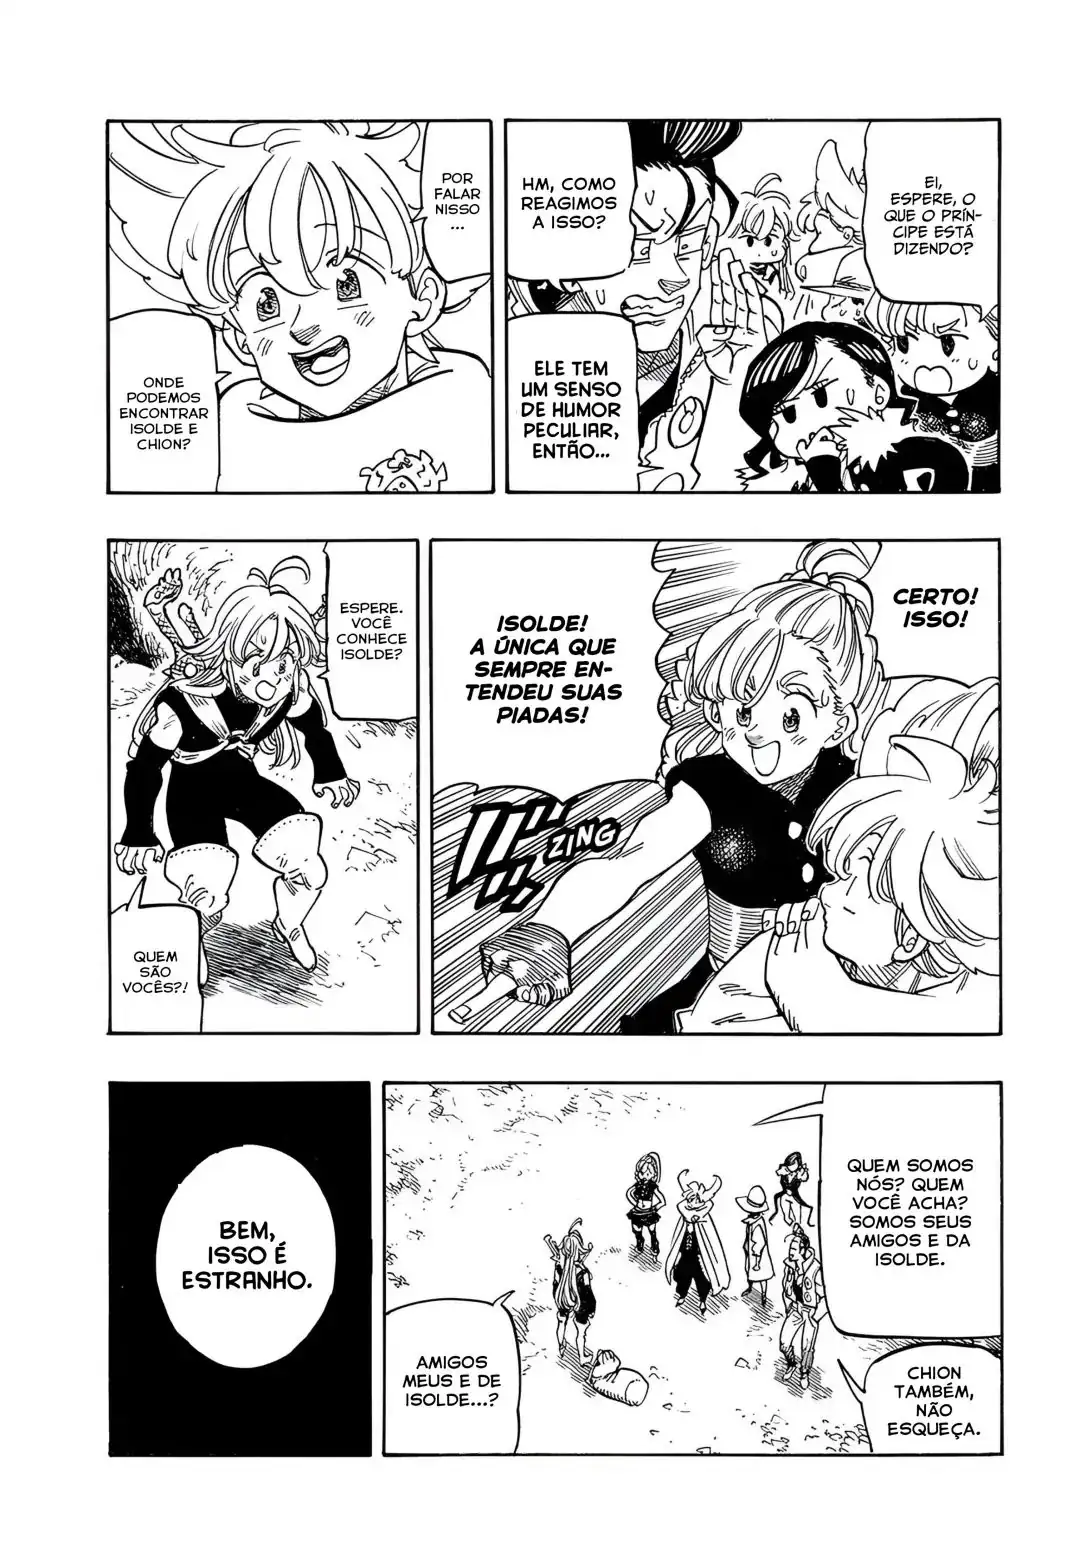 EI,
ESPERE, O
QUE O PRÍN-
CIPE ESTÁ
DIZENDO?
HM, COMO
REAGIMOS
A ISSO?
ELE TEM
UM SENSO
DE HUMOR
PECULIAR,
ENTÃO...
POR
FALAR
NISSO
...
ONDE
PODEMOS
ENCONTRAR
ISOLDE E
CHION?
CERTO!
ISSO!
ISOLDE!
A ÚNICA QUE
SEMPRE EN-
TENDEU SUAS
PIADAS!
ZING
ESPERE.
VOCÊ
CONHECE
ISOLDE?
QUEM
SÃO
VOCÊS?!
QUEM SOMOS
NÓS? QUEM
VOCÊ ACHA?
SOMOS SEUS
AMIGOS E DA
ISOLDE.
CHION
TAMBÉM,
NÃO
ESQUEÇA.
AMIGOS
MEUS E DE
ISOLDE...?
BEM,
ISSO É
ESTRANHO.